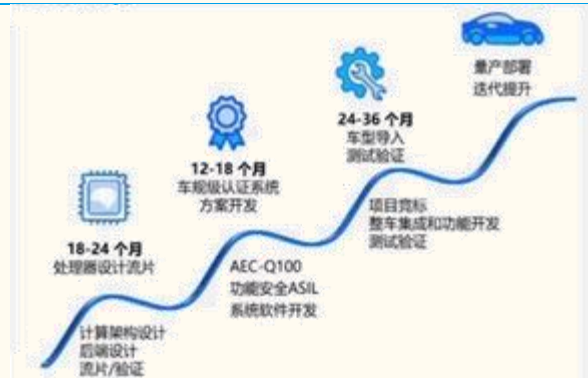 量产部署
迭代提升
24-36 个月
车型导入
测试验证
12-18 个月
车规级认证系统
方案开发
项目竞标
整车集成和功能开发
测试验证
18-24 个月
处理器设计流片
AEC-Q100
功能安全ASIL
系统软件开发
计算架构设计
后端设计
流片/验证